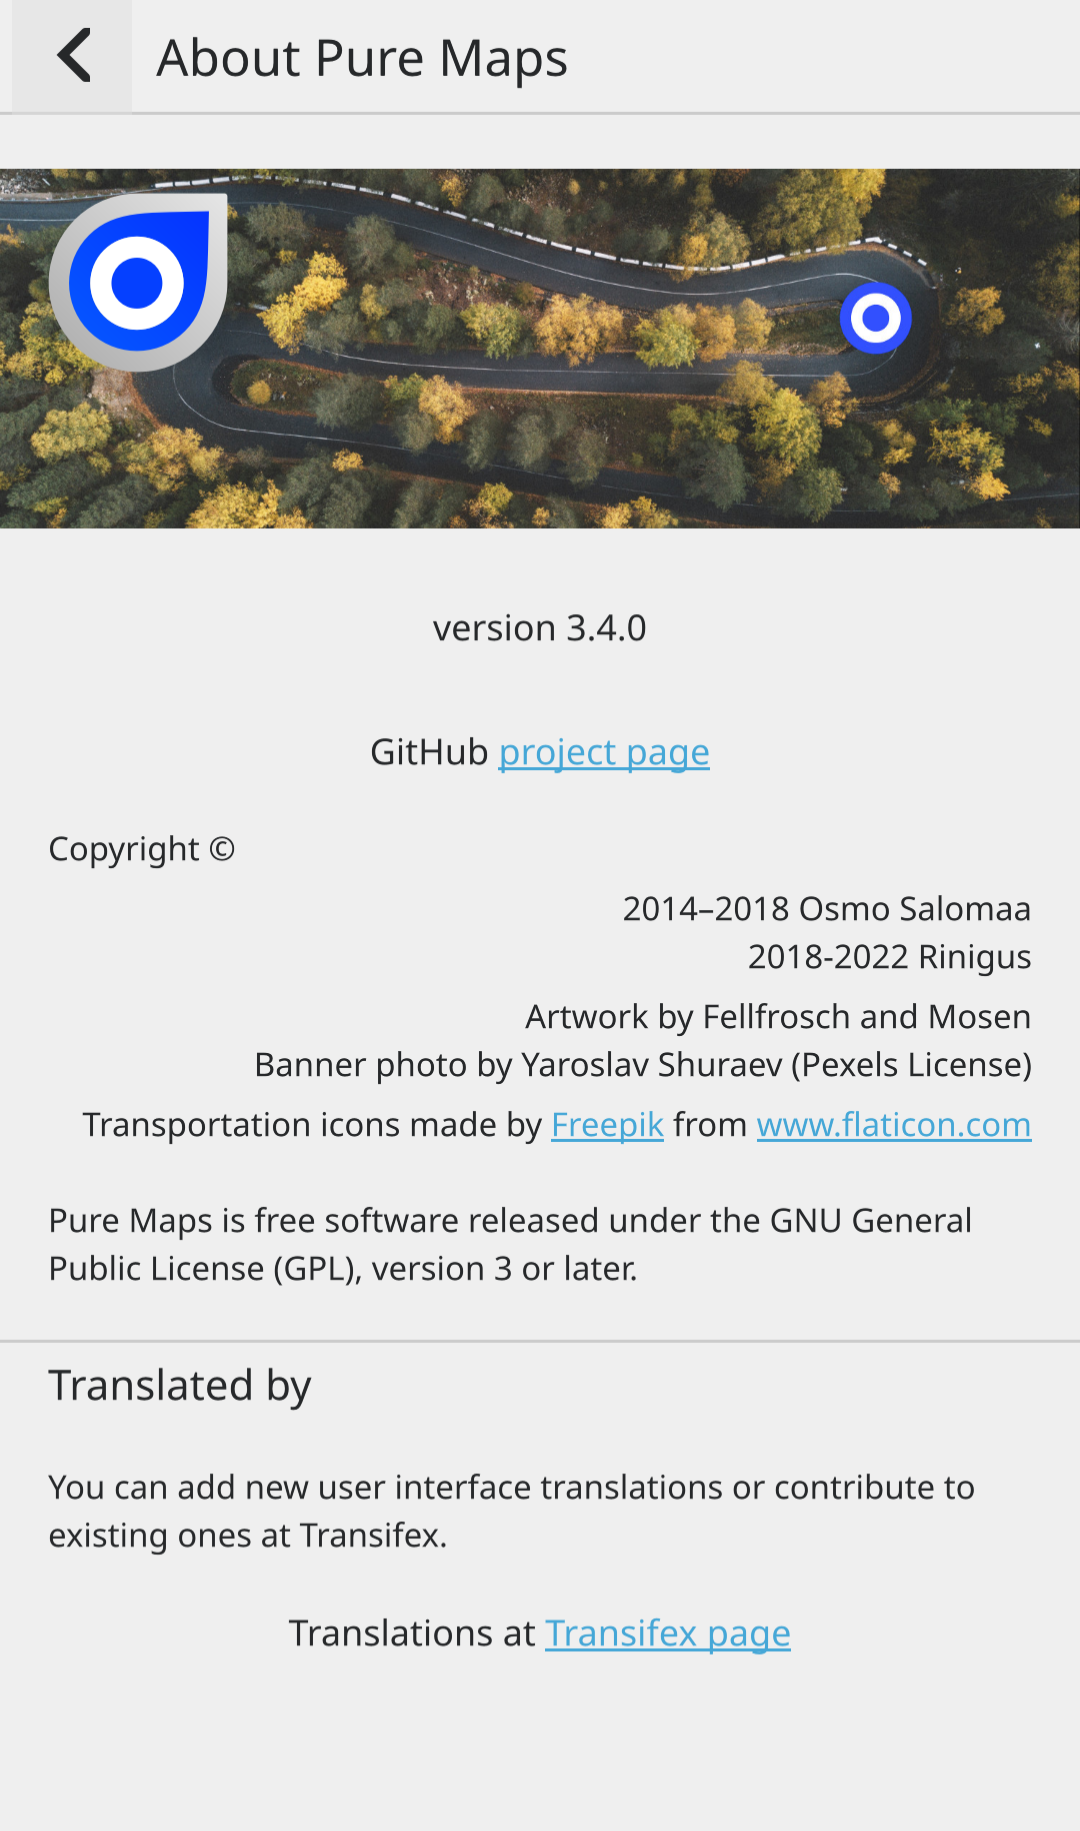 About Pure Maps
version 3.4.0
GitHub project page
Copyright ©
2014–2018 Osmo Salomaa
2018-2022 Rinigus
Artwork by Fellfrosch and Mosen
Banner photo by Yaroslav Shuraev (Pexels License)
Transportation icons made by Freepik from www.flaticon.com
Pure Maps is free software released under the GNU General
Public License (GPL), version 3 or later.
Translated by
You can add new user interface translations or contribute to
existing ones at Transifex.
Translations at Transifex page